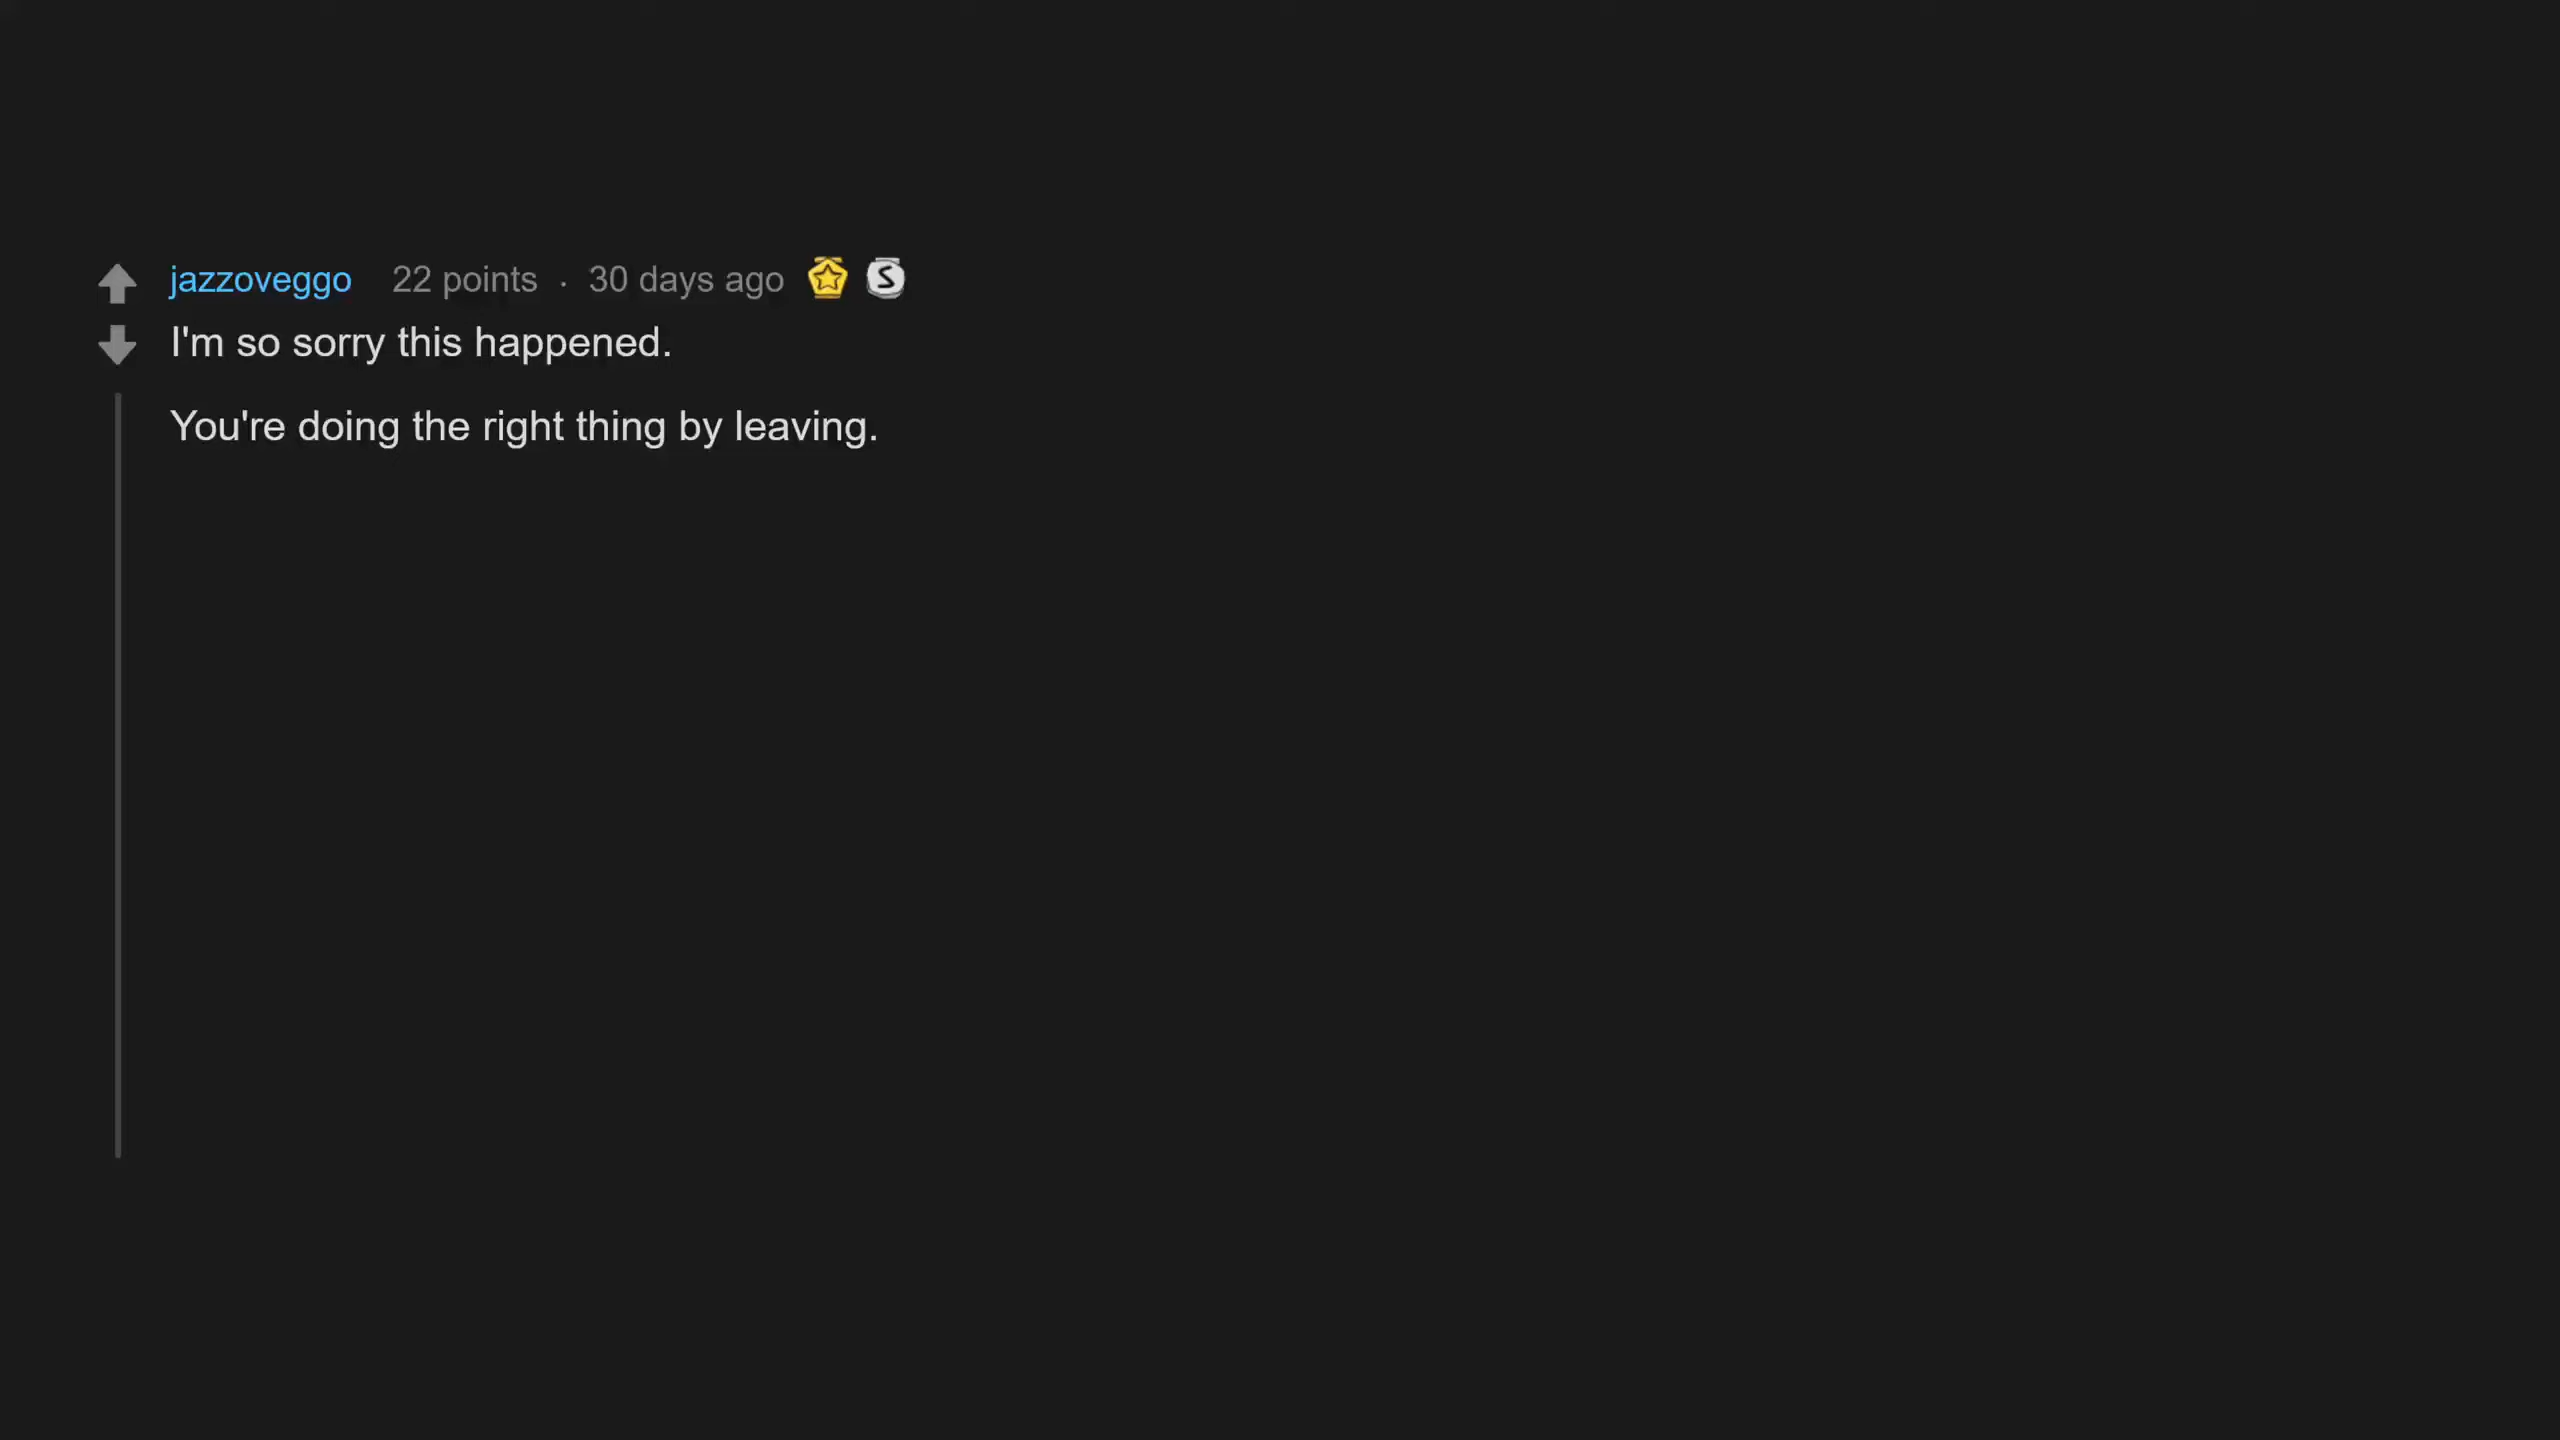 jazzoveggo 22 points · 30 days ago S
I'm so sorry this happened.
You're doing the right thing by leaving.